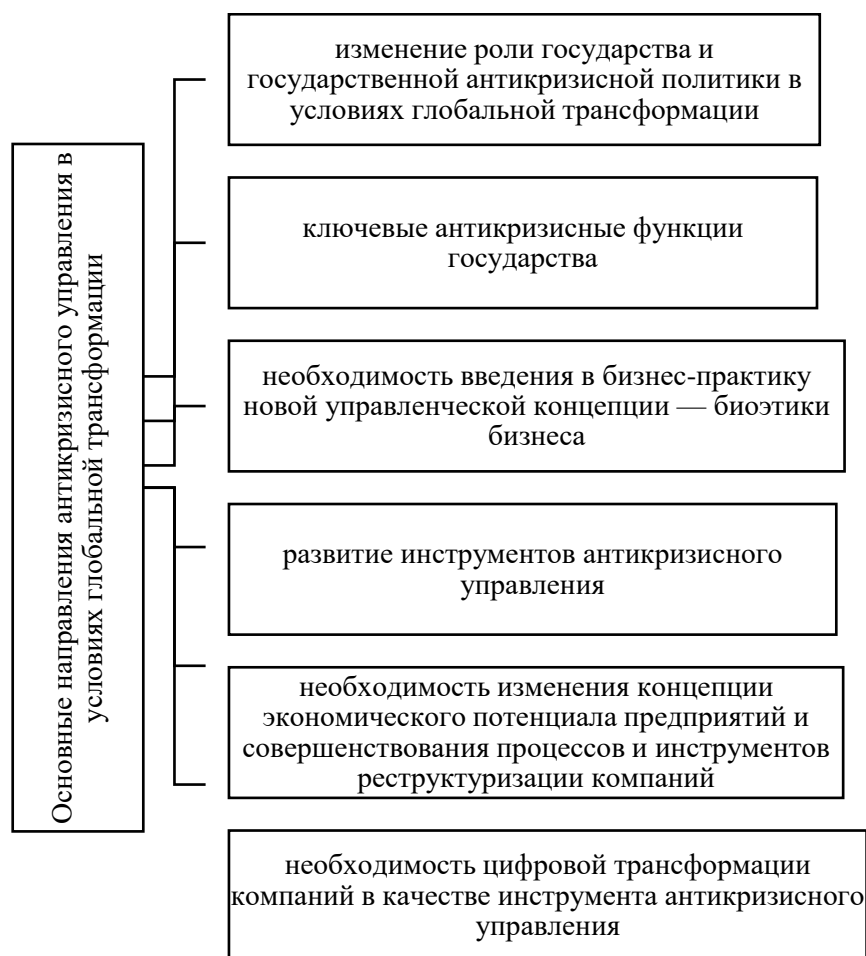 Основные направления антикризисного управления в
условиях глобальной трансформации
изменение роли государства и
государственной антикризисной политики в
условиях глобальной трансформации
ключевые антикризисные функции
государства
необходимость введения в бизнес-практику
новой управленческой концепции — биоэтики
бизнеса
развитие инструментов антикризисного
управления
необходимость изменения концепции
экономического потенциала предприятий и
совершенствования процессов и инструментов
реструктуризации компаний
необходимость цифровой трансформации
компаний в качестве инструмента антикризисного
управления